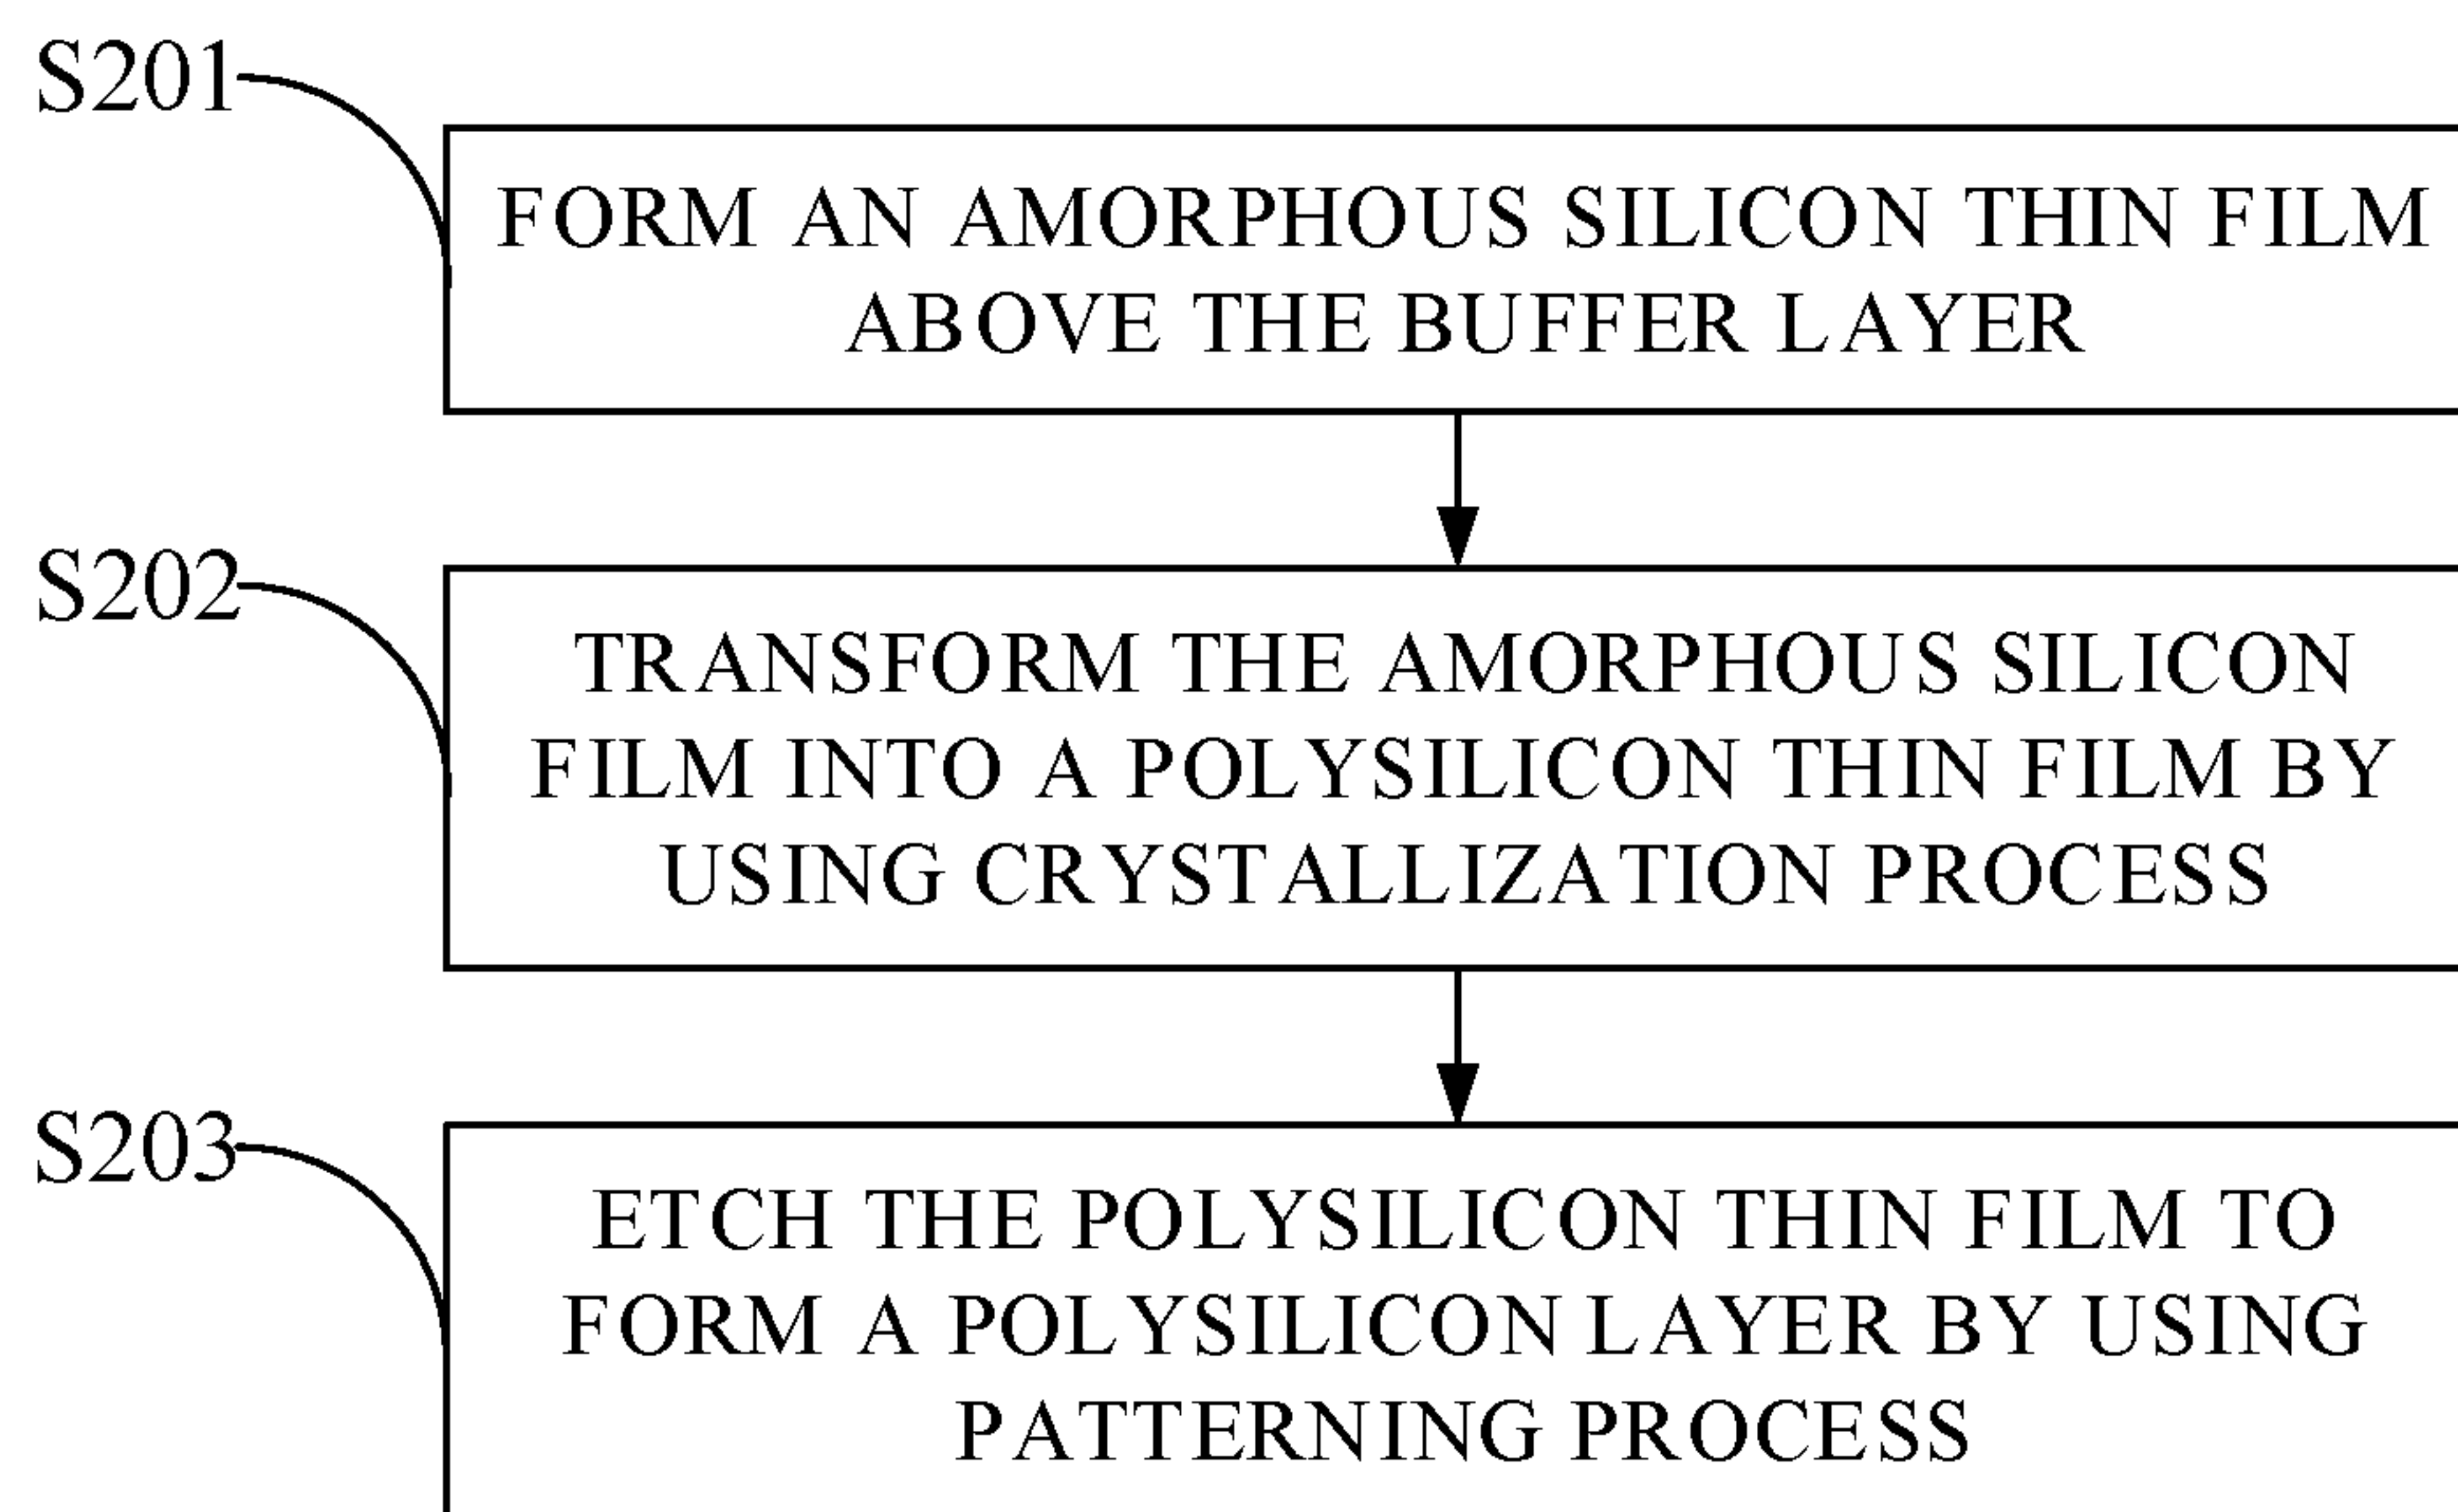 S201
FORM AN AMORPHOUS SILICON THIN FILM
ABOVE THE BUFFER LAYER
S202
TRANSFORM THE AMORPHOUS SILICON
FILM INTO A POLYSILICON THIN FILM BY
USING CRYSTALLIZATION PROCESS
S203
ETCH THE POLYSILICON THIN FILM TO
FORM A POLYSILICON LAYER BY USING
PATTERNING PROCESS